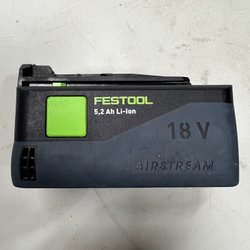 FESTOOL
5,2 Ah Li-Ion
18 V
AIRSTREAM